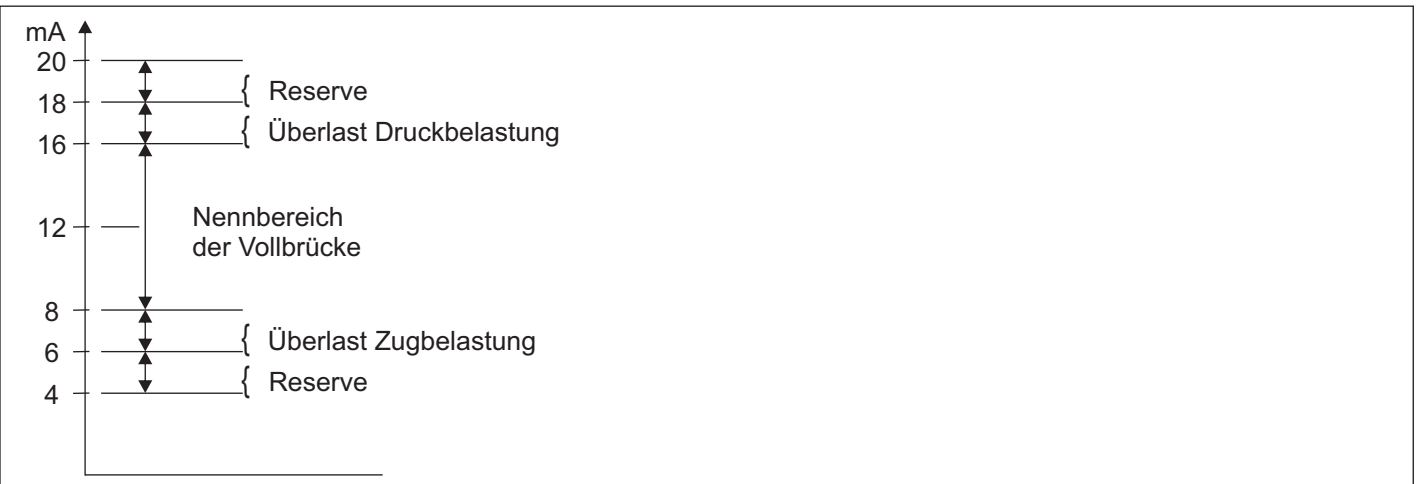 mA
20
Reserve
18
Überlast Druckbelastung
16
Nennbereich
12
der Vollbrücke
8
Überlast Zugbelastung
6
Reserve
4